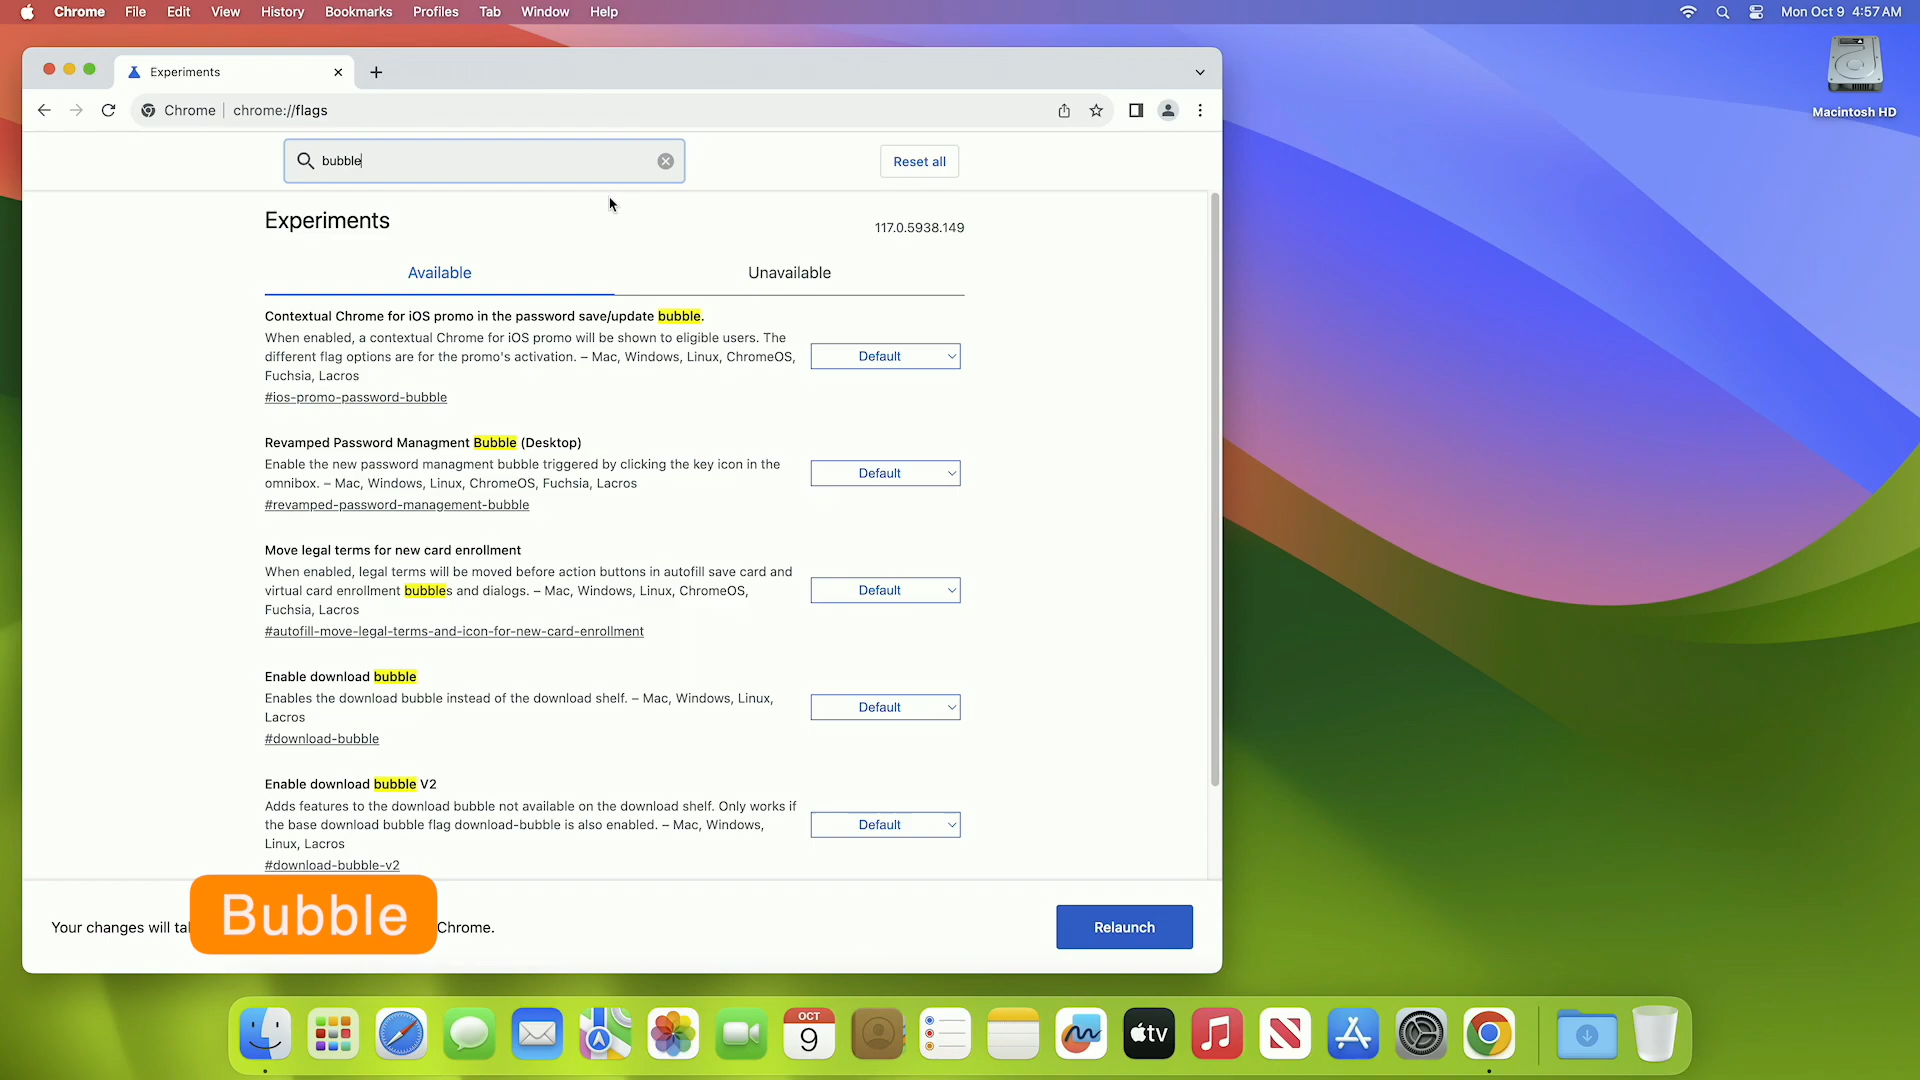 Chrome File Edit View History Bookmarks Profiles Tab Window Help Mon Oct 9 4:57 AM
Experiments
Chrome chrome://flags
Macintosh HD
bubble
Reset all
Experiments
117.0.5938.149
Available
Unavailable
Contextual Chrome for iOS promo in the password save/update bubble.
When enabled, a contextual Chrome for iOS promo will be shown to eligible users. The
different flag options are for the promo's activation. – Mac, Windows, Linux, ChromeOS,
Fuchsia, Lacros
Default
#ios-promo-password-bubble
Revamped Password Managment Bubble (Desktop)
Enable the new password managment bubble triggered by clicking the key icon in the
omnibox. – Mac, Windows, Linux, ChromeOS, Fuchsia, Lacros
Default
#revamped-password-management-bubble
Move legal terms for new card enrollment
When enabled, legal terms will be moved before action buttons in autofill save card and
virtual card enrollment bubbles and dialogs. – Mac, Windows, Linux, ChromeOS,
Fuchsia, Lacros
Default
#autofill-move-legal-terms-and-icon-for-new-card-enrollment
Enable download bubble
Enables the download bubble instead of the download shelf. – Mac, Windows, Linux,
Lacros
Default
#download-bubble
Enable download bubble V2
Adds features to the download bubble not available on the download shelf. Only works if
the base download bubble flag download-bubble is also enabled. – Mac, Windows,
Linux, Lacros
Default
#download-bubble-v2
Your changes will
Chrome.
Bubble
Relaunch
OCT
9
tv